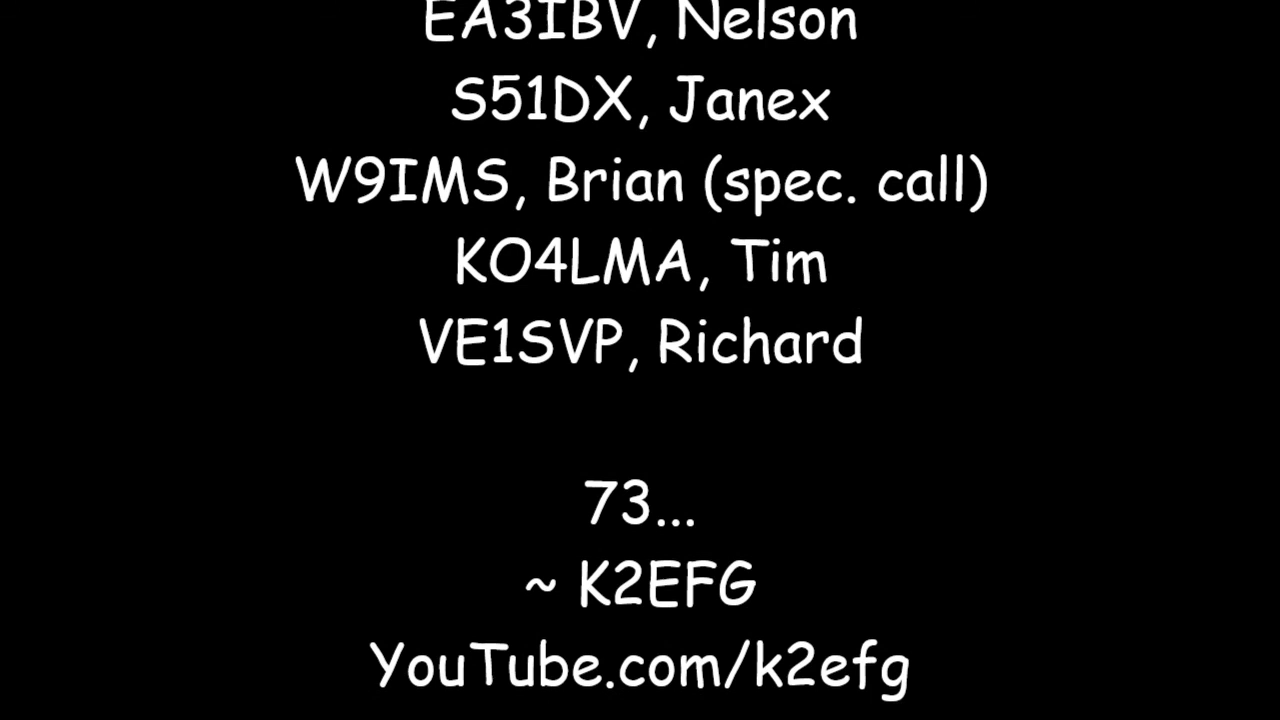 EA3IBV, Nelson
S51DX, Janex
W9IMS, Brian (spec. call)
KO4LMA, Tim
VE1SVP, Richard
73...
~ K2EFG
YouTube.com/k2efg